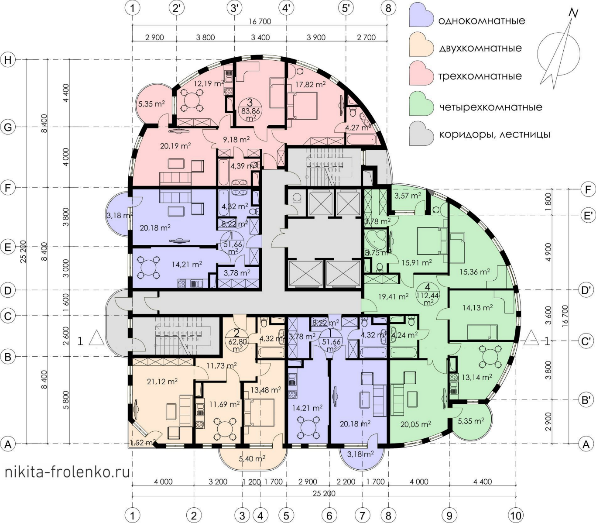 1 2' 3' 4' 5' 8
16 700
2 900 3 800 3 400 3 900 2 700
однокомнатные
двухкомнатные
трехкомнатные
четырехкомнатные
коридоры, лестницы
N
H
G
F
E
D
C
B
A
4 400
8 400
4 000
3 800
8 400
25 200
3 000
1 600
2 600
8 400
5 800
12,19 m²
17.82 m²
5.35 m²
3
83.86 m²
4,27 m²
20.19 m²
9,18 m²
4.39 m²
3,18 m²
20.18 m²
4,32 m²
8.22 m²
1
51.66 m²
14,21 m²
3.78 m²
3,57 m²
3.78 m²
15.91 m²
15.36 m²
19,41 m²
4
112.44 m²
14,13 m²
F
E'
D'
C'
B'
A
1 800
4 900
3 600
16 700
3 800
2 900
1
1
2
62,80 m²
4.32 m²
3.78 m²
8.22 m²
1
51.66 m²
4,32 m²
21,12 m²
11.73 m²
11.69 m²
13,48 m²
14.21 m²
20.18 m²
20,05 m²
13,14 m²
5,35 m²
5,40 m²
3,18 m²
nikita-frolenko.ru
4 000 3 200 1 200 1 700 2 900 2 200 1 700 4 000 4 400
25 200
1 2 3 4 5 6 7 8 9 10